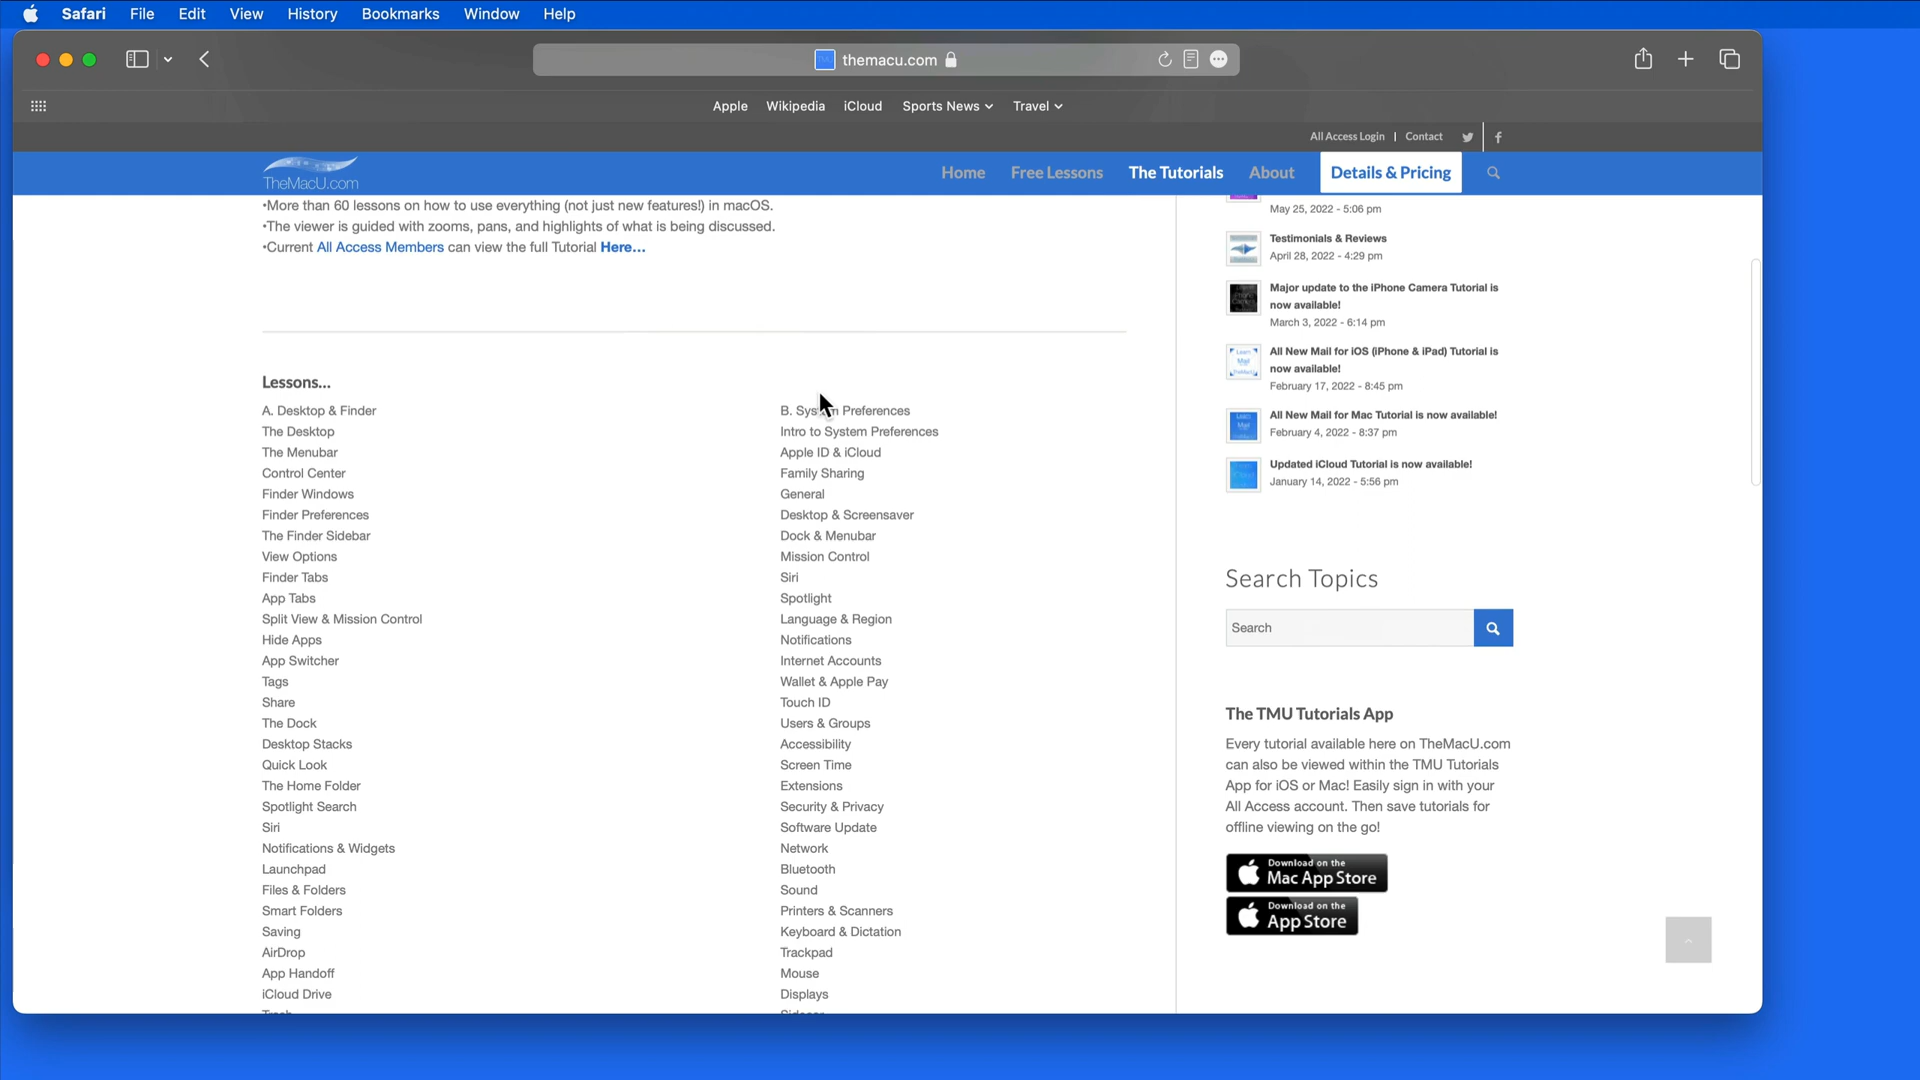 Safari File Edit View History Bookmarks Window Help
themacu.com
Apple Wikipedia iCloud Sports News Travel
All Access Login | Contact
TheMacU.com
Home Free Lessons The Tutorials About Details & Pricing
•More than 60 lessons on how to use everything (not just new features!) in macOS.
•The viewer is guided with zooms, pans, and highlights of what is being discussed.
•Current All Access Members can view the full Tutorial Here...
Lessons...
A. Desktop & Finder
The Desktop
The Menubar
Control Center
Finder Windows
Finder Preferences
The Finder Sidebar
View Options
Finder Tabs
App Tabs
Split View & Mission Control
Hide Apps
App Switcher
Tags
Share
The Dock
Desktop Stacks
Quick Look
The Home Folder
Spotlight Search
Siri
Notifications & Widgets
Launchpad
Files & Folders
Smart Folders
Saving
AirDrop
App Handoff
iCloud Drive
B. System Preferences
Intro to System Preferences
Apple ID & iCloud
Family Sharing
General
Desktop & Screensaver
Dock & Menubar
Mission Control
Siri
Spotlight
Language & Region
Notifications
Internet Accounts
Wallet & Apple Pay
Touch ID
Users & Groups
Accessibility
Screen Time
Extensions
Security & Privacy
Software Update
Network
Bluetooth
Sound
Printers & Scanners
Keyboard & Dictation
Trackpad
Mouse
Displays
May 25, 2022 - 5:06 pm
Testimonials & Reviews
April 28, 2022 - 4:29 pm
Major update to the iPhone Camera Tutorial is
now available!
March 3, 2022 - 6:14 pm
All New Mail for iOS (iPhone & iPad) Tutorial is
now available!
February 17, 2022 - 8:45 pm
All New Mail for Mac Tutorial is now available!
February 4, 2022 - 8:37 pm
Updated iCloud Tutorial is now available!
January 14, 2022 - 5:56 pm
Search Topics
Search
The TMU Tutorials App
Every tutorial available here on TheMacU.com
can also be viewed within the TMU Tutorials
App for iOS or Mac! Easily sign in with your
All Access account. Then save tutorials for
offline viewing on the go!
Download on the
Mac App Store
Download on the
App Store